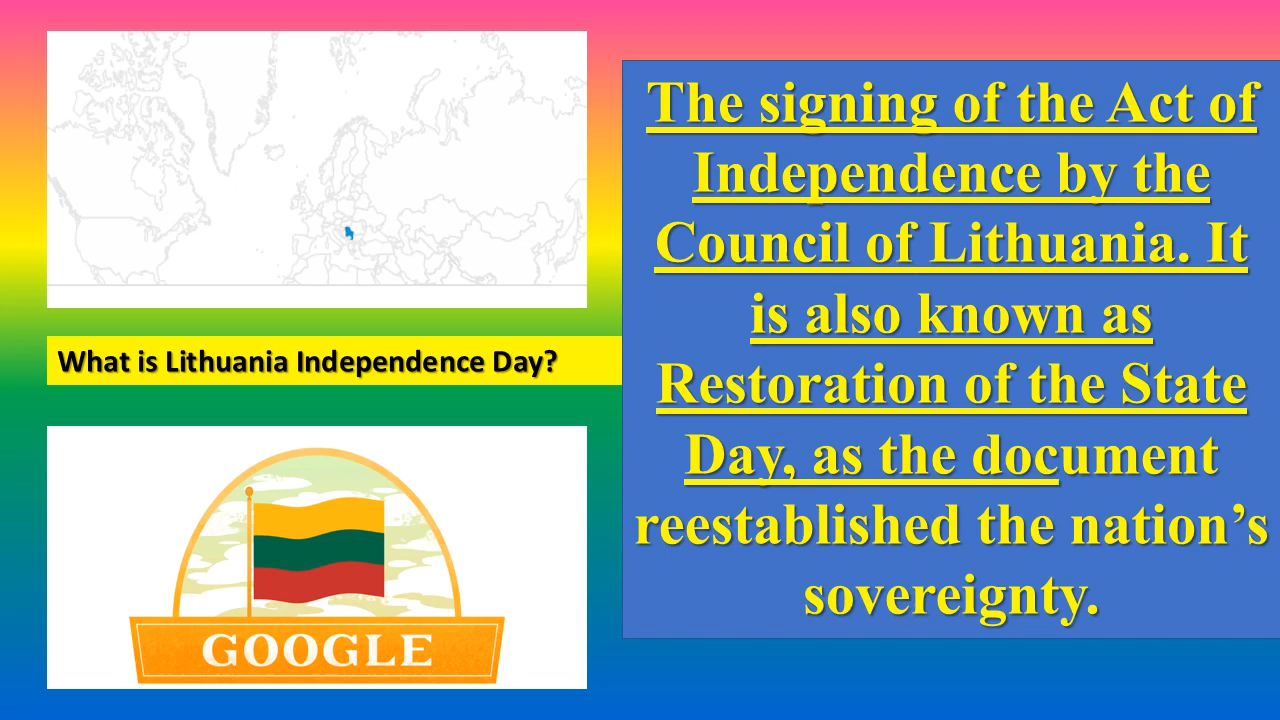 The signing of the Act of
Independence by the
Council of Lithuania. It
is also known as
Restoration of the State
Day, as the document
reestablished the nation’s
sovereignty.
What is Lithuania Independence Day?
GOOGLE